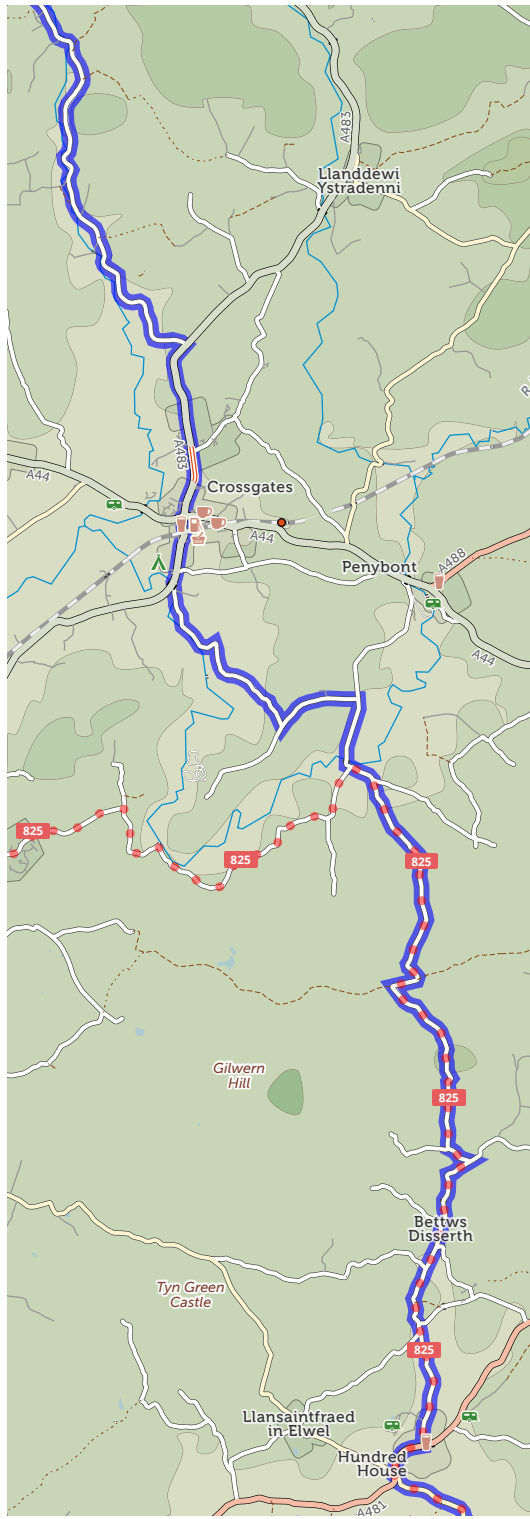 A483
Llanddewi
Ystradenni
R
A483
A44
Crossgates
A44
Penybont
A488
A44
825
825
825
Gilwern
Hill
825
Bettws
Disserth
Tyn Green
Castle
825
Llansaintfraed
in Elwel
Hundred
House
A481